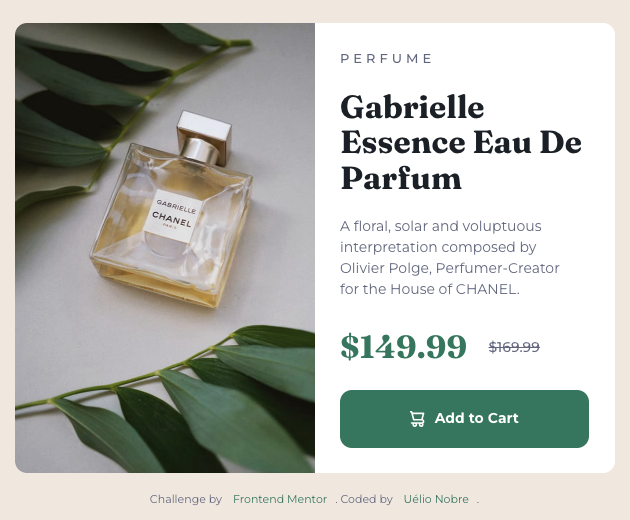 GABRIELLE
CHANEL
PARIS
PERFUME
Gabrielle
Essence Eau De
Parfum
A floral, solar and voluptuous
interpretation composed by
Olivier Polge, Perfumer-Creator
for the House of CHANEL.
$149.99 $169.99
Add to Cart
Challenge by Frontend Mentor . Coded by Uélio Nobre .